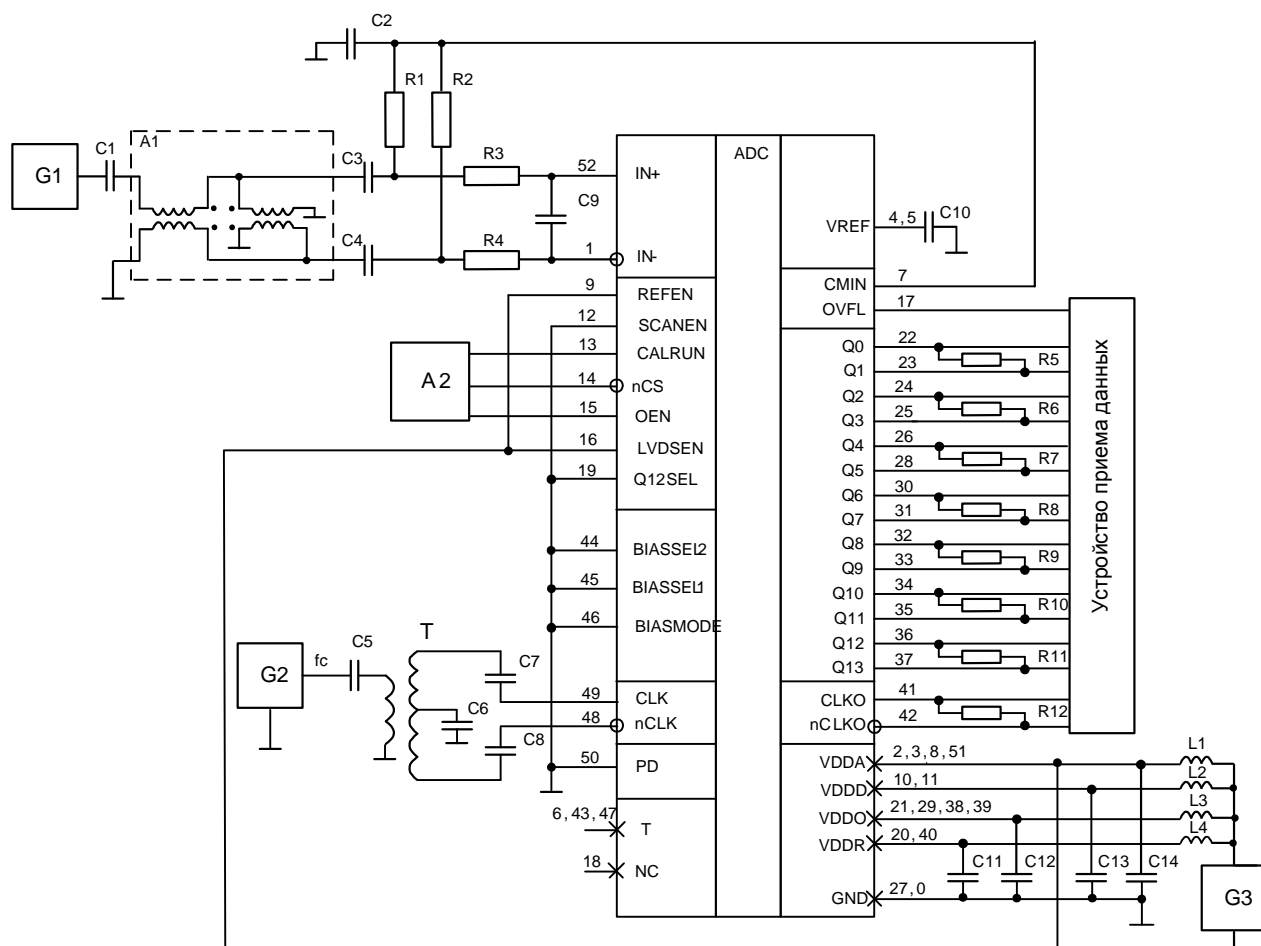 C2
R1 R2
A1
C1
G1
C3
R3
52
IN+
ADC
C9
C4
R4
1
IN-
VREF
4,5
C10
CMIN
7
OVFL
17
9
REFEN
12
SCANEN
13
CALRUN
A2
14
nCS
15
OEN
16
LVDSEN
19
Q12SEL
Q0
22
Q1
23
R5
Q2
24
Q3
25
R6
Q4
26
Q5
28
R7
Q6
30
Q7
31
R8
Q8
32
Q9
33
R9
Q10
34
Q11
35
R10
Q12
36
Q13
37
R11
CLKO
41
nCLKO
42
R12
Устройство приема данных
44
BIASSEL2
45
BIASSEL1
46
BIASMODE
T
G2
fc
C5
C7
C6
C8
49
CLK
48
nCLK
50
PD
6,43,47
T
18
NC
VDDA
2,3,8,51
L1
VDDD
10,11
L2
VDDO
21,29,38,39
L3
VDDR
20,40
L4
C11 C12 C13 C14
GND
27,0
G3